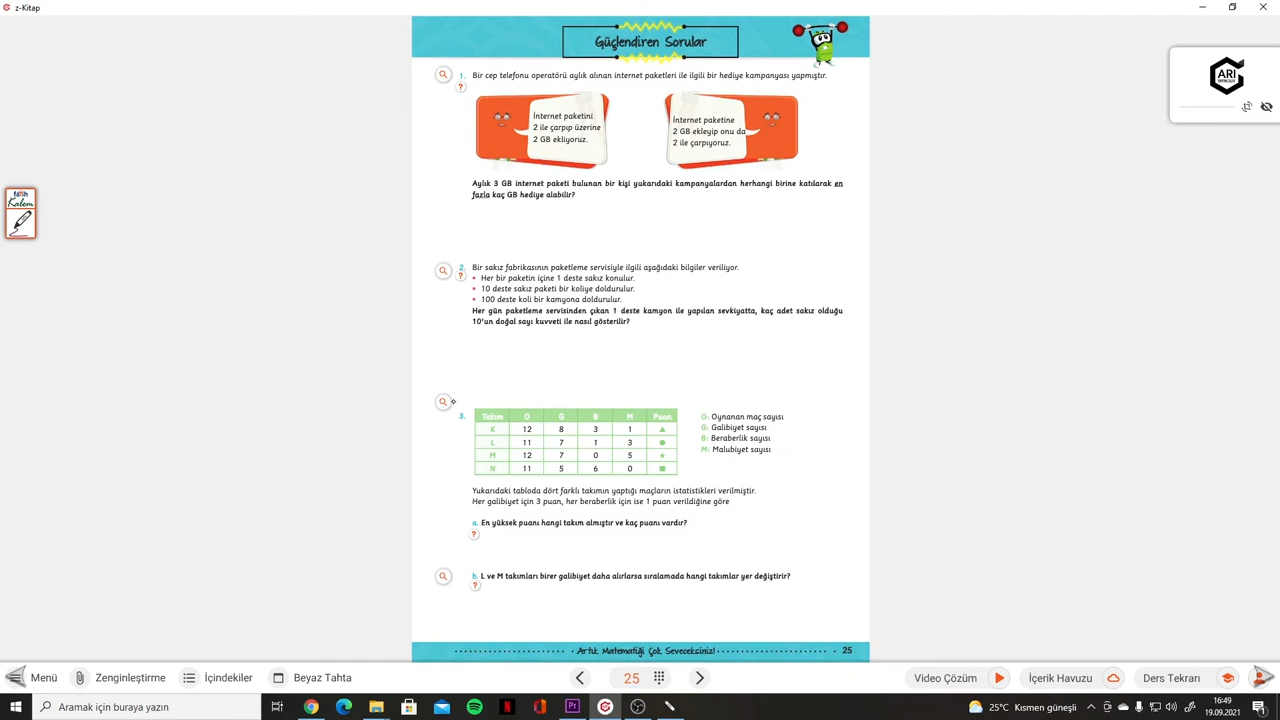 z-Kitap
Güçlendiren Sorular
ARI
YAYINCILIK
1. Bir cep telefonu operatörü aylık alınan internet paketleri ile ilgili bir hediye kampanyası yapmıştır.
?
İnternet paketini
2 ile çarpıp üzerine
2 GB ekliyoruz.
İnternet paketine
2 GB ekleyip onu da
2 ile çarpıyoruz.
Aylık 3 GB internet paketi bulunan bir kişi yukarıdaki kampanyalardan herhangi birine katılarak en
fazla kaç GB hediye alabilir?
fatih
Kalem
2. Bir sakız fabrikasının paketleme servisiyle ilgili aşağıdaki bilgiler veriliyor.
?
• Her bir paketin içine 1 deste sakız konulur.
• 10 deste sakız paketi bir koliye doldurulur.
• 100 deste koli bir kamyona doldurulur.
Her gün paketleme servisinden çıkan 1 deste kamyon ile yapılan sevkiyatta, kaç adet sakız olduğu
10'un doğal sayı kuvveti ile nasıl gösterilir?
3.
Takım O G B M Puan
K 12 8 3 1 ▲
L 11 7 1 3 ●
M 12 7 0 5 ★
N 11 5 6 0 ■
O: Oynanan maç sayısı
G: Galibiyet sayısı
B: Beraberlik sayısı
M: Malubiyet sayısı
Yukarıdaki tabloda dört farklı takımın yaptığı maçların istatistikleri verilmiştir.
Her galibiyet için 3 puan, her beraberlik için ise 1 puan verildiğine göre
a. En yüksek puanı hangi takım almıştır ve kaç puanı vardır?
?
b. L ve M takımları birer galibiyet daha alırlarsa sıralamada hangi takımlar yer değiştirir?
?
Artık Matematiği Çok Seveceksiniz!
25
Menü Zenginleştirme İçindekiler Beyaz Tahta 25 Video Çözüm İçerik Havuzu Ders Tekrarı
Aramak için buraya yazın
25°C Kısmen güneşli
16:49
19.09.2021